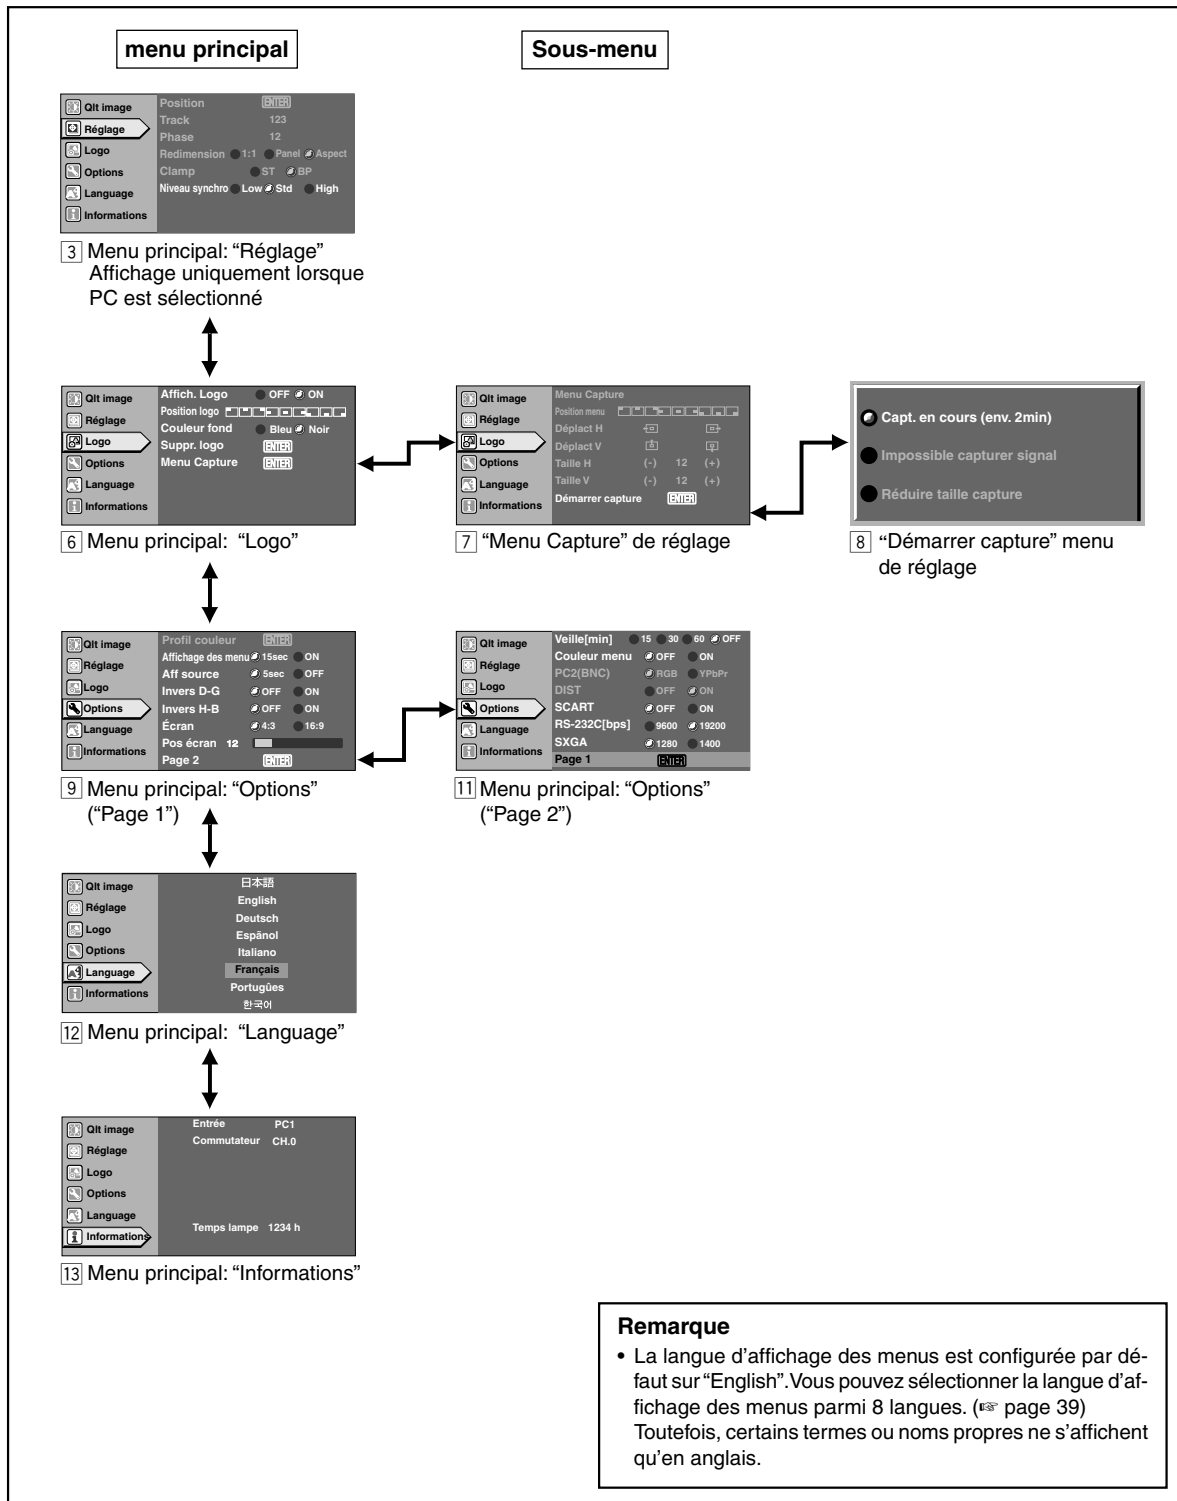 menu principal
Sous-menu
Qlt image
Réglage
Logo
Options
Language
Informations
Position ENTER
Track 123
Phase 12
Redimension 1:1 Panel Aspect
Clamp ST BP
Niveau synchro Low Std High
3 Menu principal: “Réglage”
Affichage uniquement lorsque
PC est sélectionné
Qlt image
Réglage
Logo
Options
Language
Informations
Affich. Logo OFF ON
Position logo
Couleur fond Bleu Noir
Suppr. logo ENTER
Menu Capture ENTER
6 Menu principal: “Logo”
Qlt image
Réglage
Logo
Options
Language
Informations
Menu Capture
Position menu
Déplact H
Déplact V
Taille H (-) 12 (+)
Taille V (-) 12 (+)
Démarrer capture ENTER
7 “Menu Capture” de réglage
Capt. en cours (env. 2min)
Impossible capturer signal
Réduire taille capture
8 “Démarrer capture” menu
de réglage
Qlt image
Réglage
Logo
Options
Language
Informations
Profil couleur ENTER
Affichage des menu 15sec ON
Aff source 5sec OFF
Invers D-G OFF ON
Invers H-B OFF ON
Écran 4:3 16:9
Pos écran 12
Page 2 ENTER
9 Menu principal: “Options”
(“Page 1”)
Qlt image
Réglage
Logo
Options
Language
Informations
Veille[min] 15 30 60 OFF
Couleur menu OFF ON
PC2(BNC) RGB YPbPr
DIST OFF ON
SCART OFF ON
RS-232C[bps] 9600 19200
SXGA 1280 1400
Page 1 ENTER
11 Menu principal: “Options”
(“Page 2”)
Qlt image
Réglage
Logo
Options
Language
Informations
日本語
English
Deutsch
Espãnol
Italiano
Français
Portugûes
한국어
12 Menu principal: “Language”
Qlt image
Réglage
Logo
Options
Language
Informations
Entrée PC1
Commutateur CH.0
Temps lampe 1234 h
13 Menu principal: “Informations”
Remarque
• La langue d’affichage des menus est configurée par dé-
faut sur “English”.Vous pouvez sélectionner la langue d’af-
fichage des menus parmi 8 langues. (☞ page 39)
Toutefois, certains termes ou noms propres ne s’affichent
qu’en anglais.